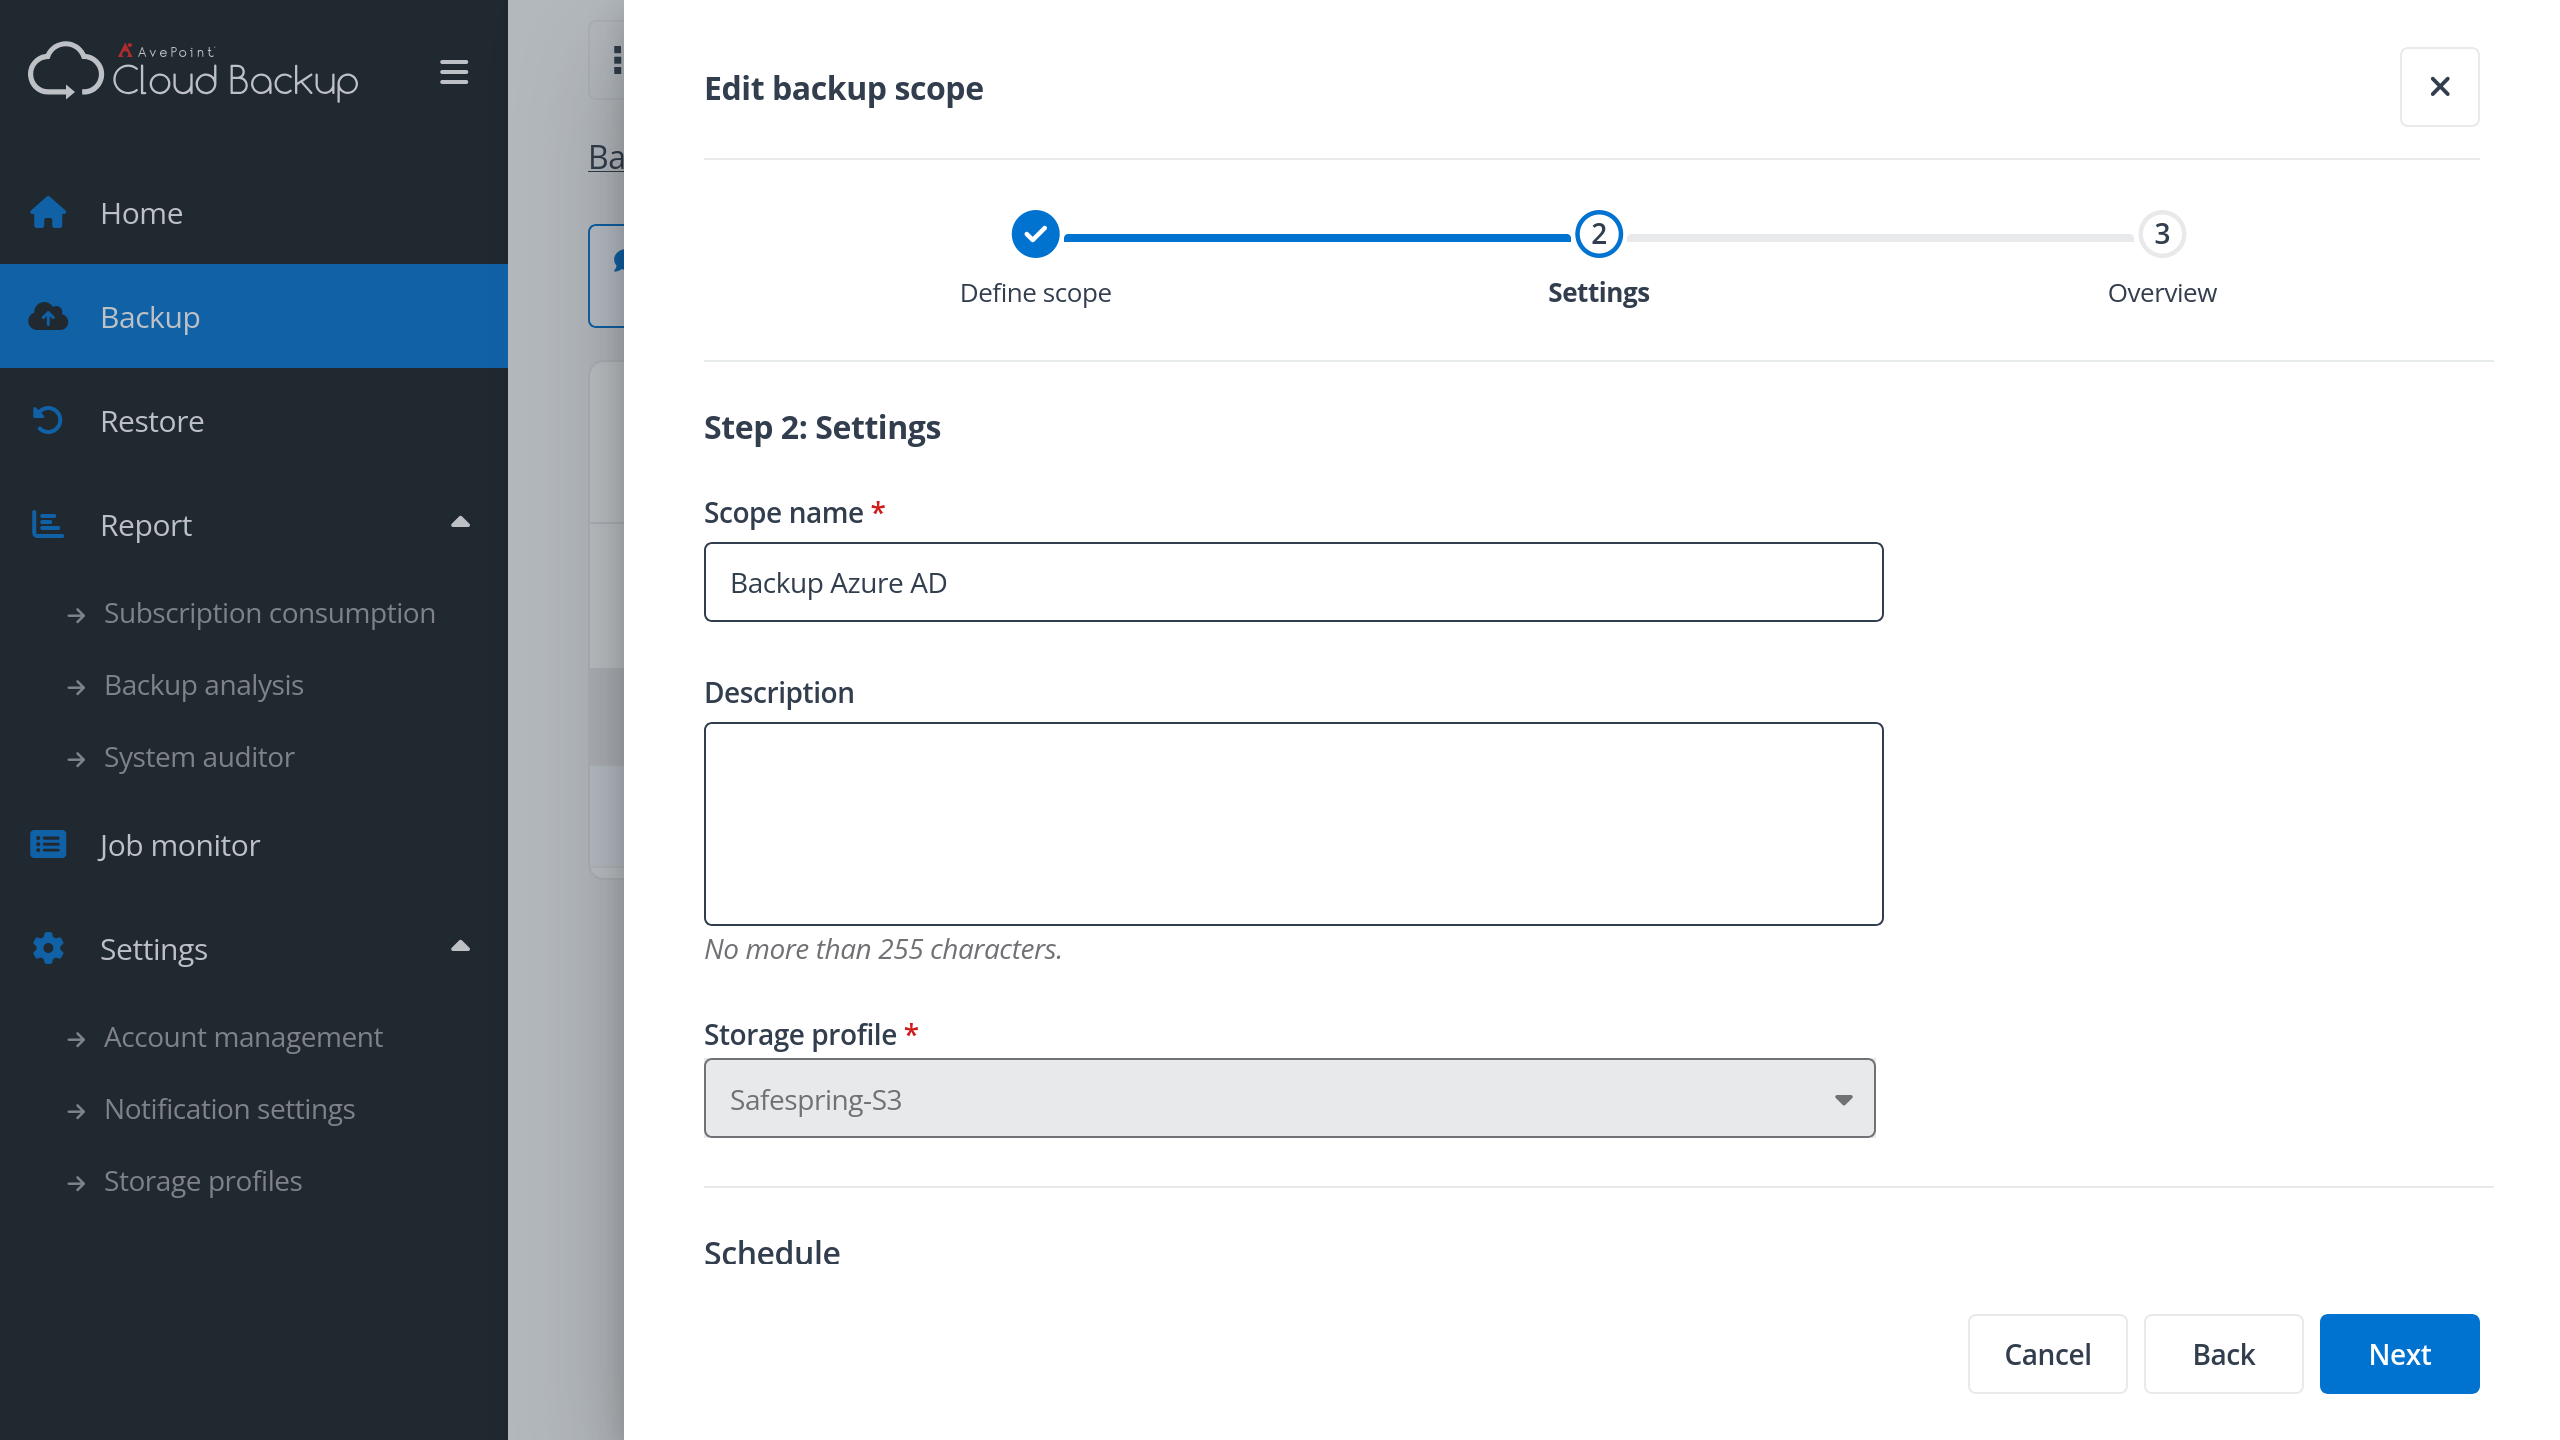 AvePoint
Cloud Backup
Home
Backup
Restore
Report
Subscription consumption
Backup analysis
System auditor
Job monitor
Settings
Account management
Notification settings
Storage profiles
Ba
Edit backup scope
2
3
Define scope
Settings
Overview
Step 2: Settings
Scope name *
Backup Azure AD
Description
No more than 255 characters.
Storage profile *
Safespring-S3
Schedule
Cancel
Back
Next